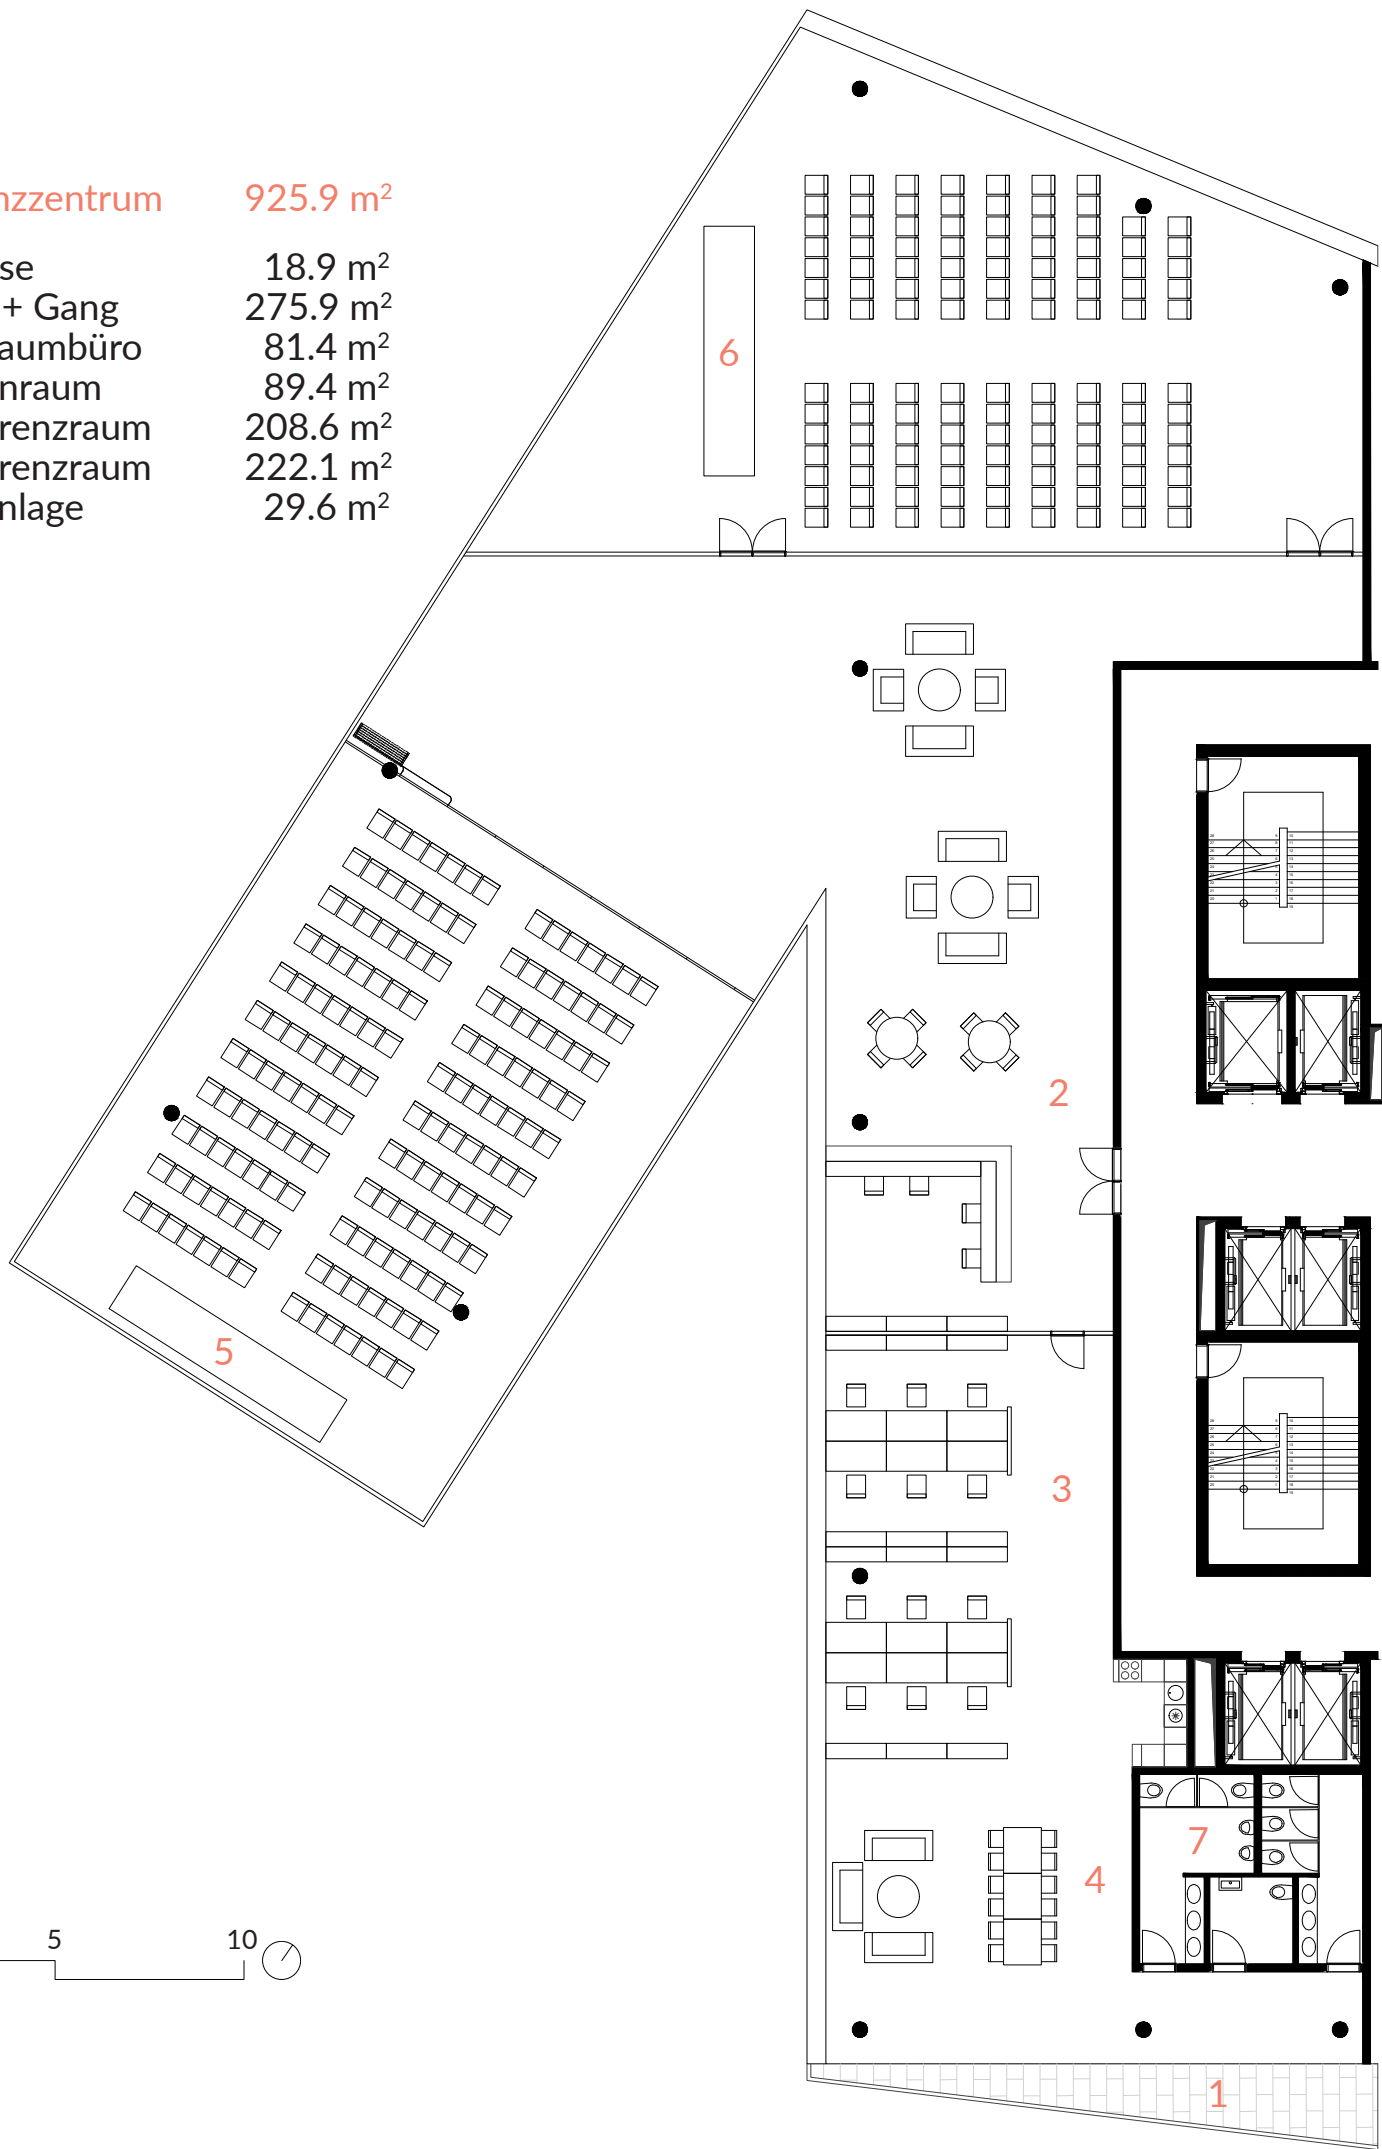 nzzentrum 925.9 m²
se 18.9 m²
+ Gang 275.9 m²
aumbüro 81.4 m²
nraum 89.4 m²
renzraum 208.6 m²
renzraum 222.1 m²
nlage 29.6 m²
6
2
5
3
7
4
5 10
1